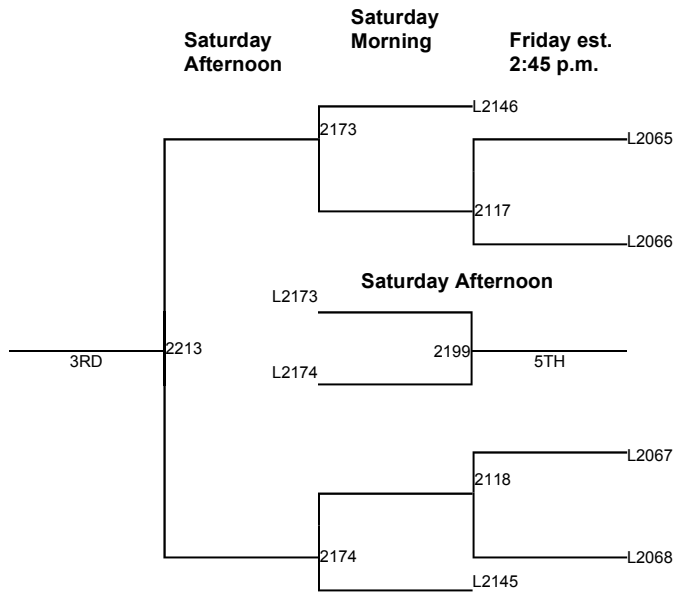 Saturday
Afternoon
Saturday
Morning
Friday est.
2:45 p.m.
L2146
2173
L2065
2117
L2066
Saturday Afternoon
L2173
2213
3RD
2199
5TH
L2174
L2067
2118
2174
L2068
L2145